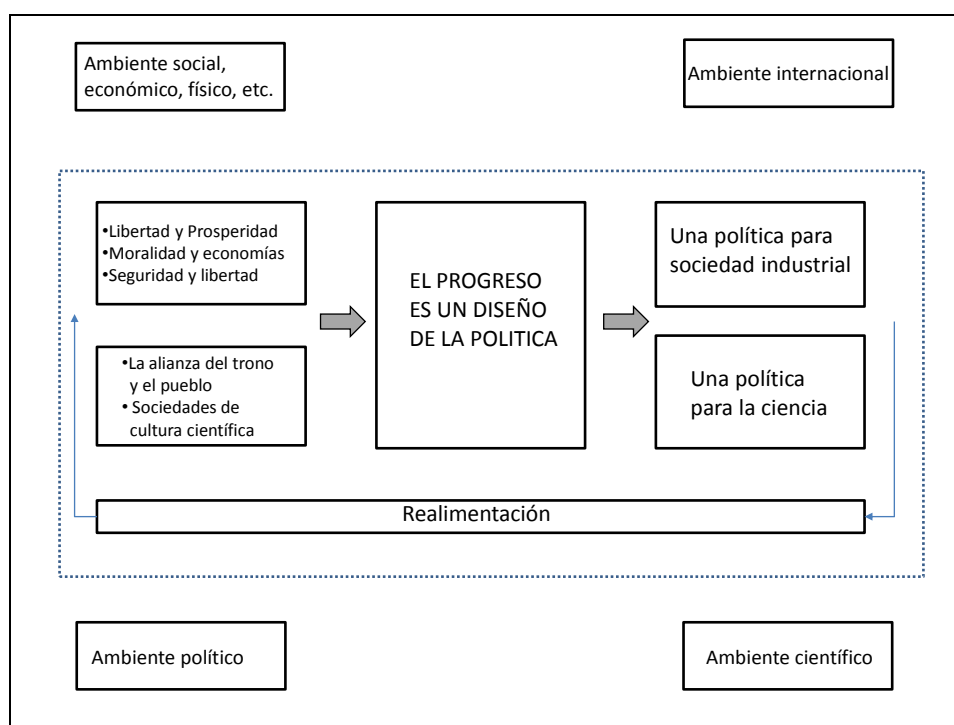 Ambiente social,
económico, físico, etc.
Ambiente internacional
•Libertad y Prosperidad
•Moralidad y economías
•Seguridad y libertad
•La alianza del trono
y el pueblo
• Sociedades de
cultura científica
EL PROGRESO
ES UN DISEÑO
DE LA POLITICA
Una política para
sociedad industrial
Una política
para la ciencia
Realimentación
Ambiente político
Ambiente científico